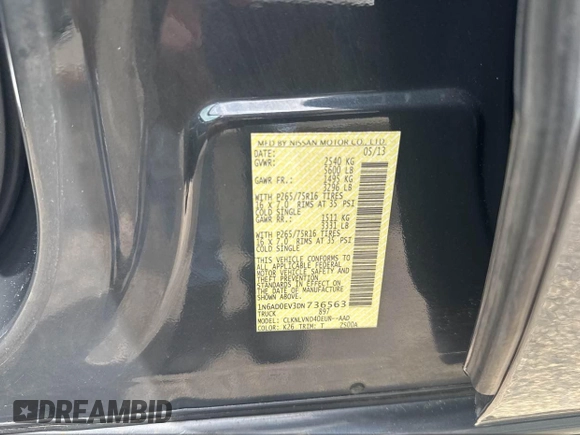 MFD BY NISSAN MOTOR CO., LTD.
DATE: 05/13
GVWR: 2540 KG
5600 LB
GAWR FR.: 1495 KG
3296 LB
WITH P265/75R16 TIRES
16 X 7.0 RIMS AT 35 PSI
COLD SINGLE
GAWR RR.: 1511 KG
3331 LB
WITH P265/75R16 TIRES
16 X 7.0 RIMS AT 35 PSI
COLD SINGLE
THIS VEHICLE CONFORMS TO
ALL APPLICABLE FEDERAL
MOTOR VEHICLE SAFETY
STANDARDS IN EFFECT ON THE
DATE OF MANUFACTURE
SHOWN ABOVE.
1N6AD0EV3DN736563
TRUCK 897
MODEL: CLKNLVND40EUN--AAD
COLOR: K26 TRIM: T 2500A
DREAMBID